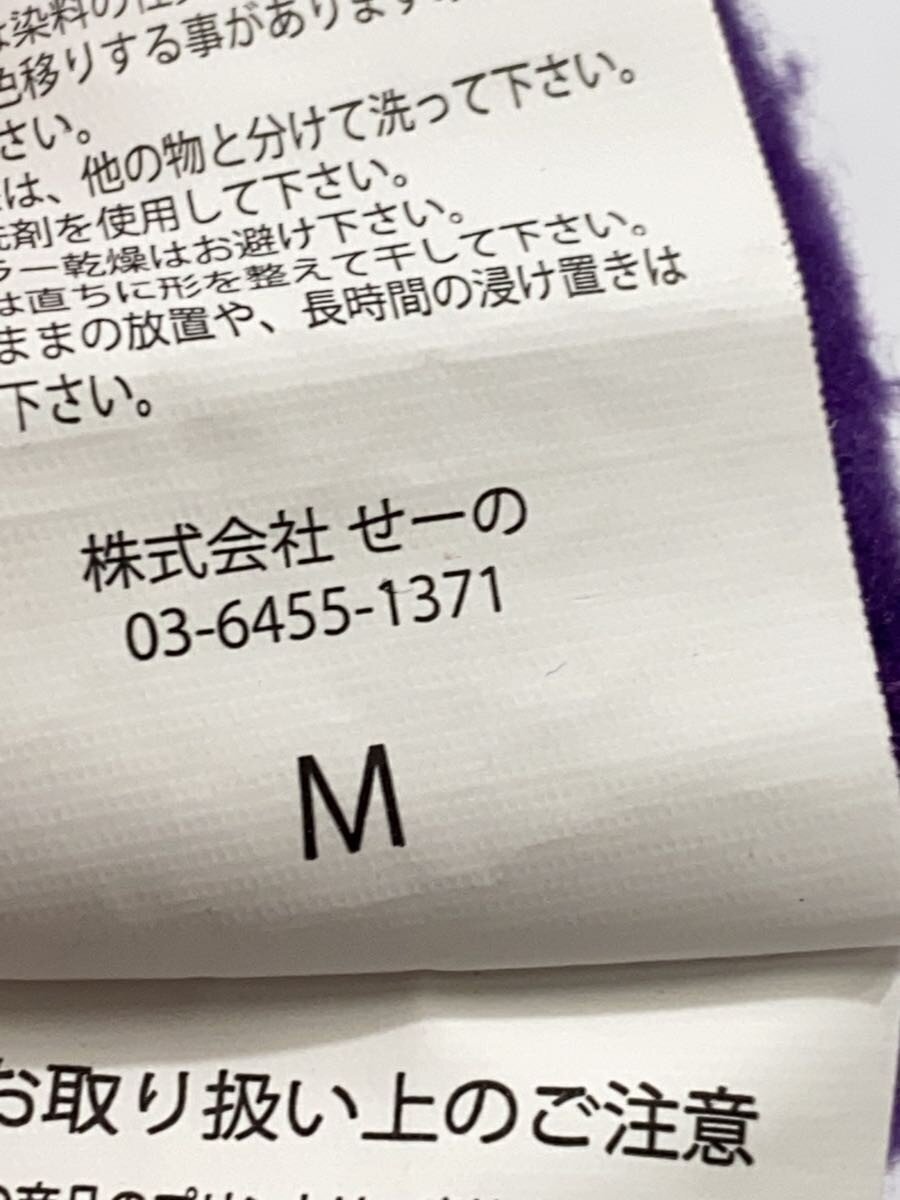 染料の
色移りする事があります
さい。
は、他の物と分けて洗って下さい。
剤を使用して下さい。
ラー乾燥はお避け下さい。
は直ちに形を整えて干して下さい。
ままの放置や、長時間の浸け置きは
下さい。
株式会社 せーの
03-6455-1371
M
お取り扱い上のご注意